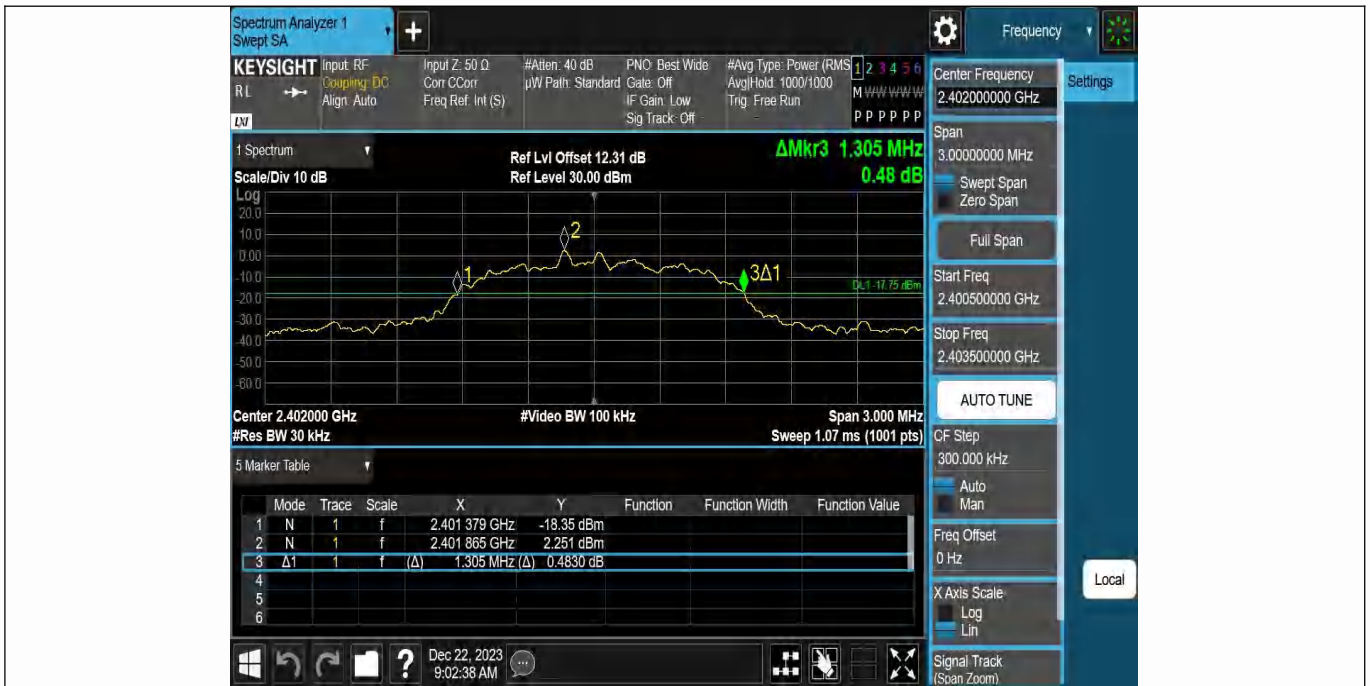 Spectrum Analyzer 1
Swept SA
+
Frequency
KEYSIGHT
RL
LXI
Input: RF
Coupling: DC
Align: Auto
Input Z: 50 Ω
Corr CCorr
Freq Ref: Int (S)
#Atten: 40 dB
µW Path: Standard
PNO: Best Wide
Gate: Off
IF Gain: Low
Sig Track: Off
#Avg Type: Power (RMS
Avg|Hold: 1000/1000
Trig: Free Run
1 2 3 4 5 6
M W W W W W
P P P P P P
1 Spectrum
Scale/Div 10 dB
Ref Lvl Offset 12.31 dB
Ref Level 30.00 dBm
ΔMkr3 1.305 MHz
0.48 dB
Log
20.0
10.0
0.00
-10.0
-20.0
-30.0
-40.0
-50.0
-60.0
1
2
3Δ1
DL1 -17.75 dBm
Center 2.402000 GHz
#Video BW 100 kHz
Span 3.000 MHz
#Res BW 30 kHz
Sweep 1.07 ms (1001 pts)
5 Marker Table
Mode Trace Scale X Y Function Function Width Function Value
1 N 1 f 2.401 379 GHz -18.35 dBm
2 N 1 f 2.401 865 GHz 2.251 dBm
3 Δ1 1 f (Δ) 1.305 MHz (Δ) 0.4830 dB
4
5
6
?
Dec 22, 2023
9:02:38 AM
Center Frequency
2.402000000 GHz
Settings
Span
3.00000000 MHz
Swept Span
Zero Span
Full Span
Start Freq
2.400500000 GHz
Stop Freq
2.403500000 GHz
AUTO TUNE
CF Step
300.000 kHz
Auto
Man
Freq Offset
0 Hz
X Axis Scale
Log
Lin
Local
Signal Track
(Span Zoom)